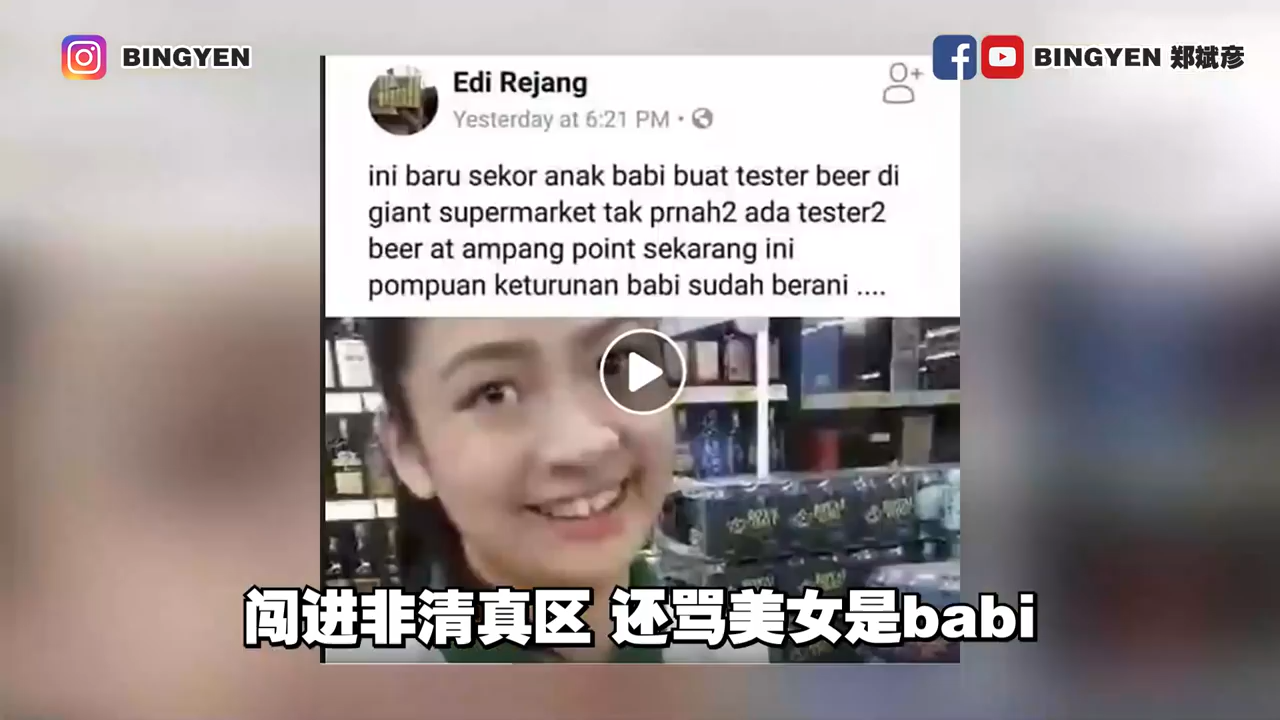 BINGYEN
BINGYEN 郑斌彦
Edi Rejang
Yesterday at 6:21 PM
ini baru sekor anak babi buat tester beer di
giant supermarket tak prnah2 ada tester2
beer at ampang point sekarang ini
pompuan keturunan babi sudah berani ....
闯进非清真区 还骂美女是babi